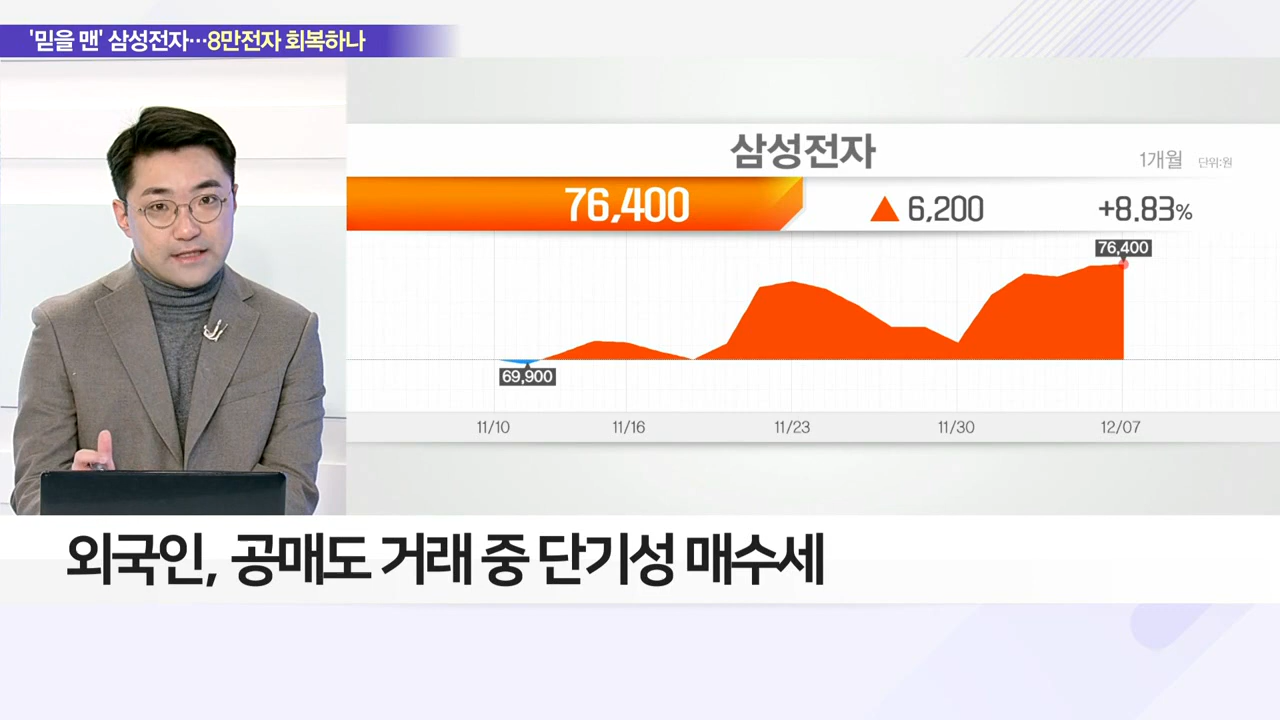 '믿을 맨' 삼성전자…8만전자 회복하나
삼성전자
1개월 단위:원
76,400 ▲ 6,200 +8.83%
76,400
69,900
11/10 11/16 11/23 11/30 12/07
외국인, 공매도 거래 중 단기성 매수세